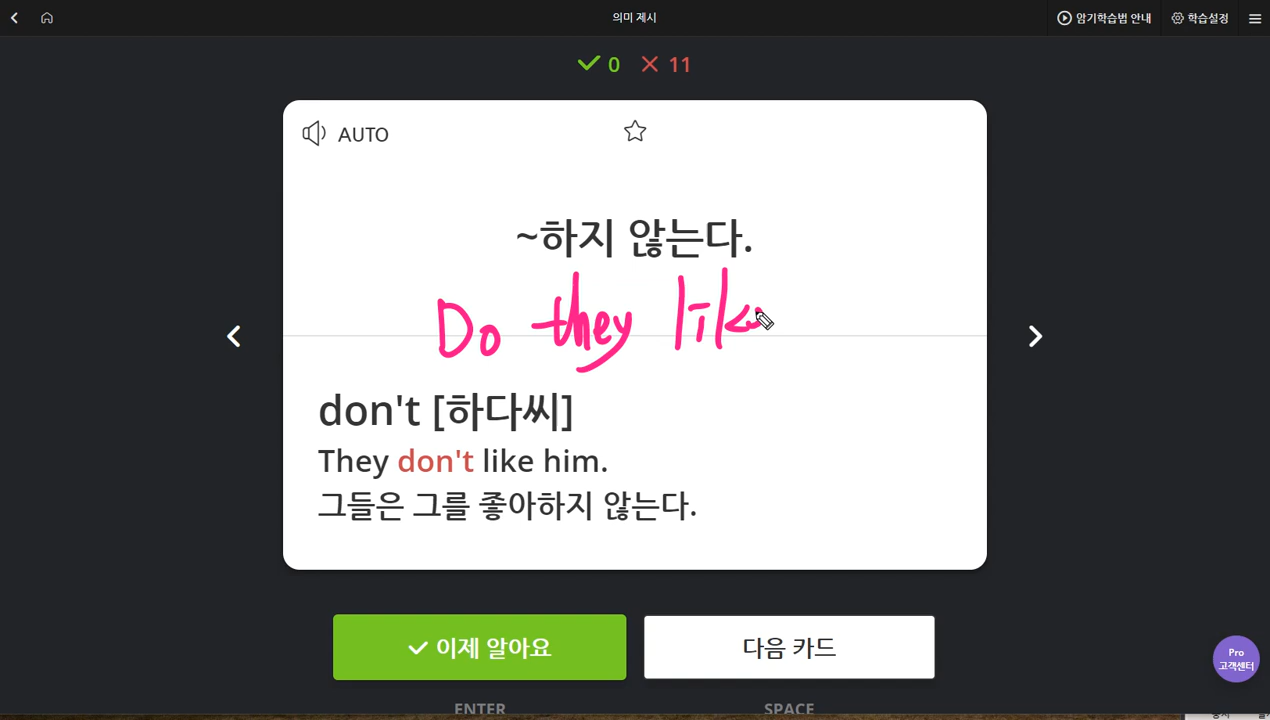 의미 제시
암기학습법 안내
학습설정
0 11
AUTO
~하지 않는다.
Do they like
don't [하다씨]
They don't like him.
그들은 그를 좋아하지 않는다.
이제 알아요
다음 카드
Pro
고객센터
ENTER
SPACE